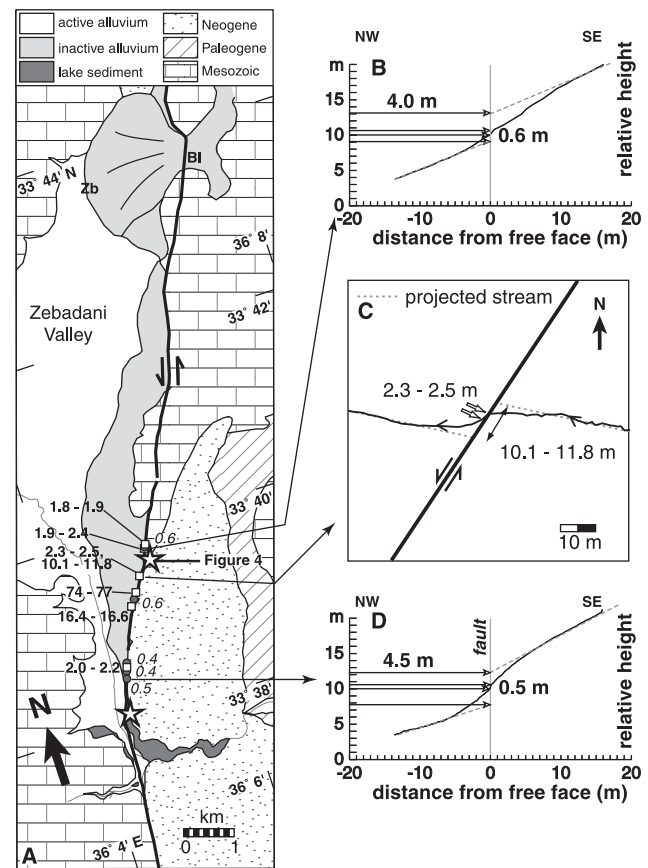 active alluvium
inactive alluvium
lake sediment
Neogene
Paleogene
Mesozoic
33° 44' N
Zb
Bl
36° 8'
33° 42'
Zebadani
Valley
33° 40'
1.8 - 1.9
0.6
1.9 - 2.4
2.3 - 2.5,
10.1 - 11.8
Figure 4
74 - 77
0.6
16.4 - 16.6
0.4
2.0 - 2.2
0.4
0.5
33° 38'
N
36° 6'
km
0 1
A
36° 4' E
NW SE
B
m
15
10
5
0
4.0 m
0.6 m
relative height
-20 -10 0 10 20
distance from free face (m)
projected stream
N
C
2.3 - 2.5 m
10.1 - 11.8 m
10 m
NW SE
D
fault
m
15
10
5
0
4.5 m
0.5 m
relative height
-20 -10 0 10 20
distance from free face (m)